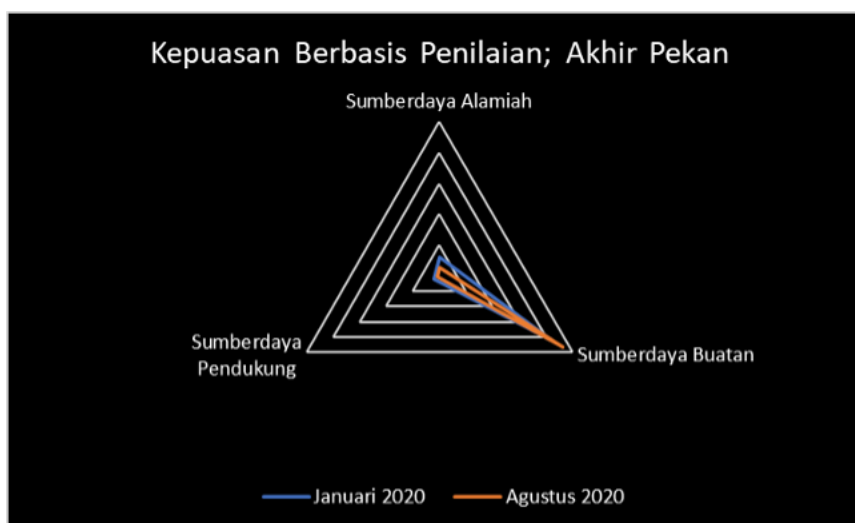 Kepuasan Berbasis Penilaian; Akhir Pekan
Sumberdaya Alamiah
Sumberdaya
Pendukung
Sumberdaya Buatan
Januari 2020
Agustus 2020